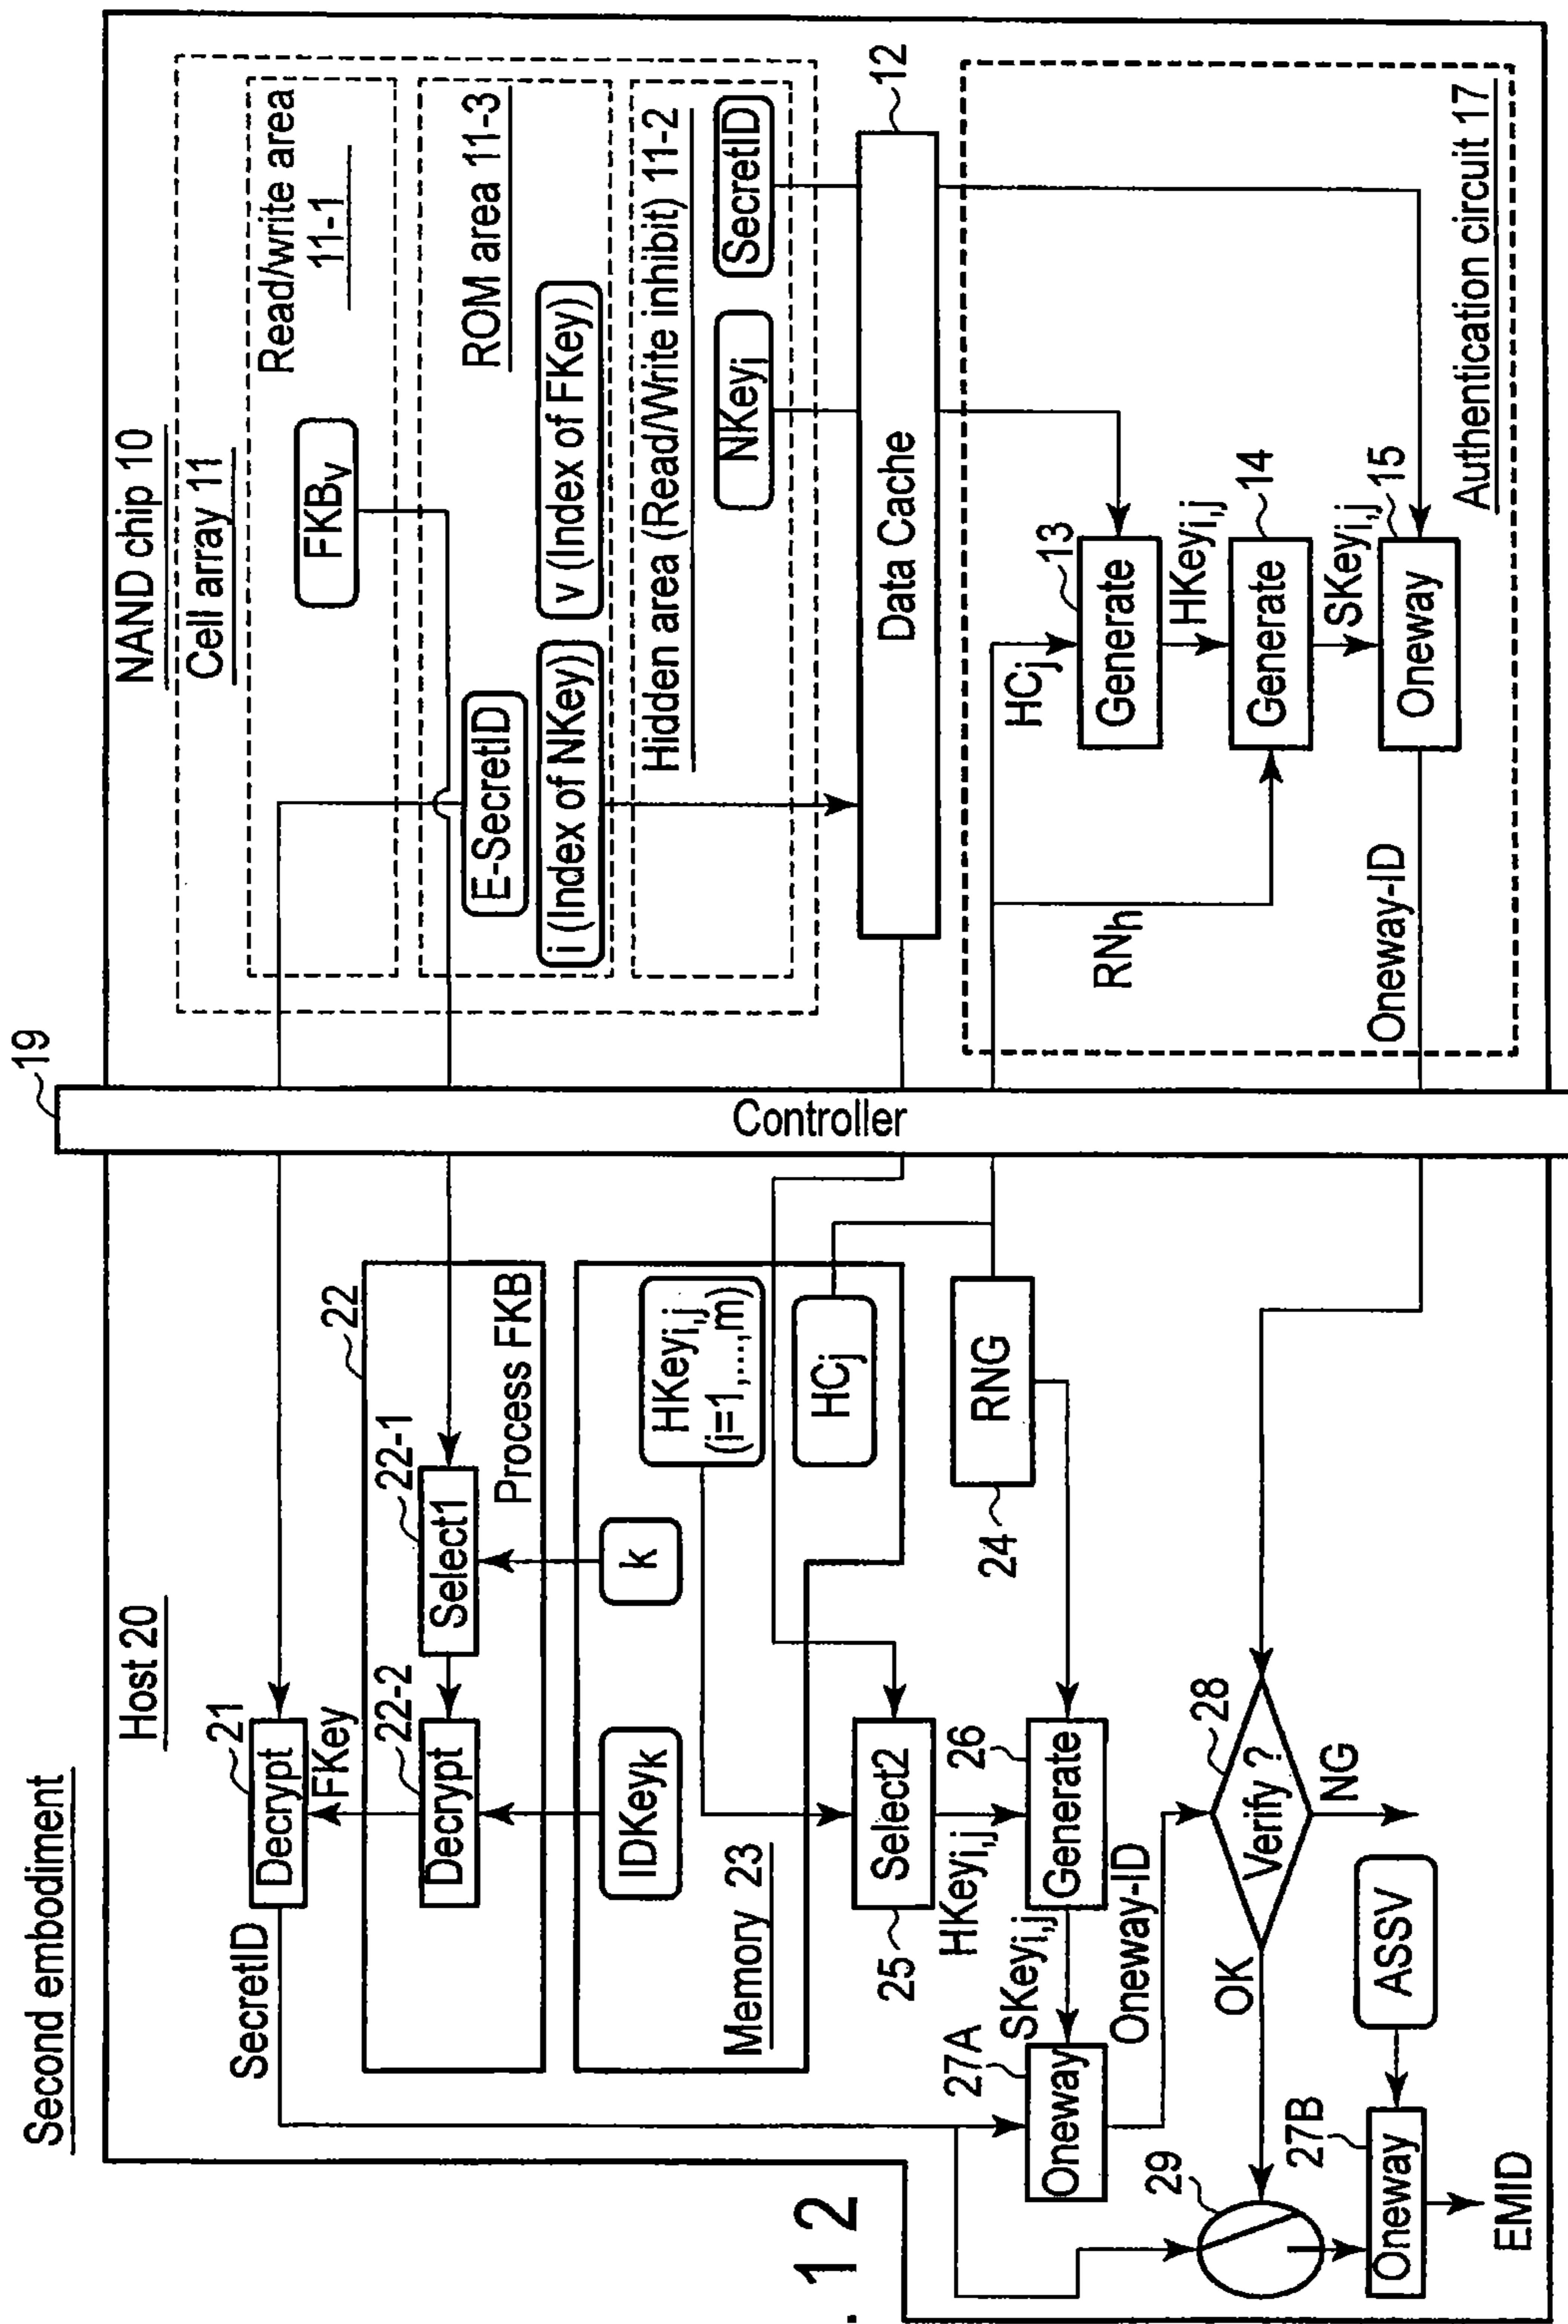 Second embodiment
Host 20
21
Decrypt
SecretID
FKey
22
22-1
22-2
Select1
Decrypt
Process FKB
k
IDKeyk
HKeyi,j
(i=1,...,m)
HCj
Memory 23
Select2
25
HKeyi,j
RNG
24
26
Generate
SKeyi,j
27A
Oneway
Oneway-ID
28
Verify ?
NG
OK
29
ASSV
27B
Oneway
EMID
19
Controller
NAND chip 10
Cell array 11
Read/write area
11-1
FKBv
ROM area 11-3
E-SecretID
i (Index of NKey)
v (Index of FKey)
Hidden area (Read/Write inhibit) 11-2
NKeyi
SecretID
Data Cache
12
HCj
13
Generate
HKeyi,j
RNh
14
Generate
SKeyi,j
15
Oneway
Oneway-ID
Authentication circuit 17
. 12